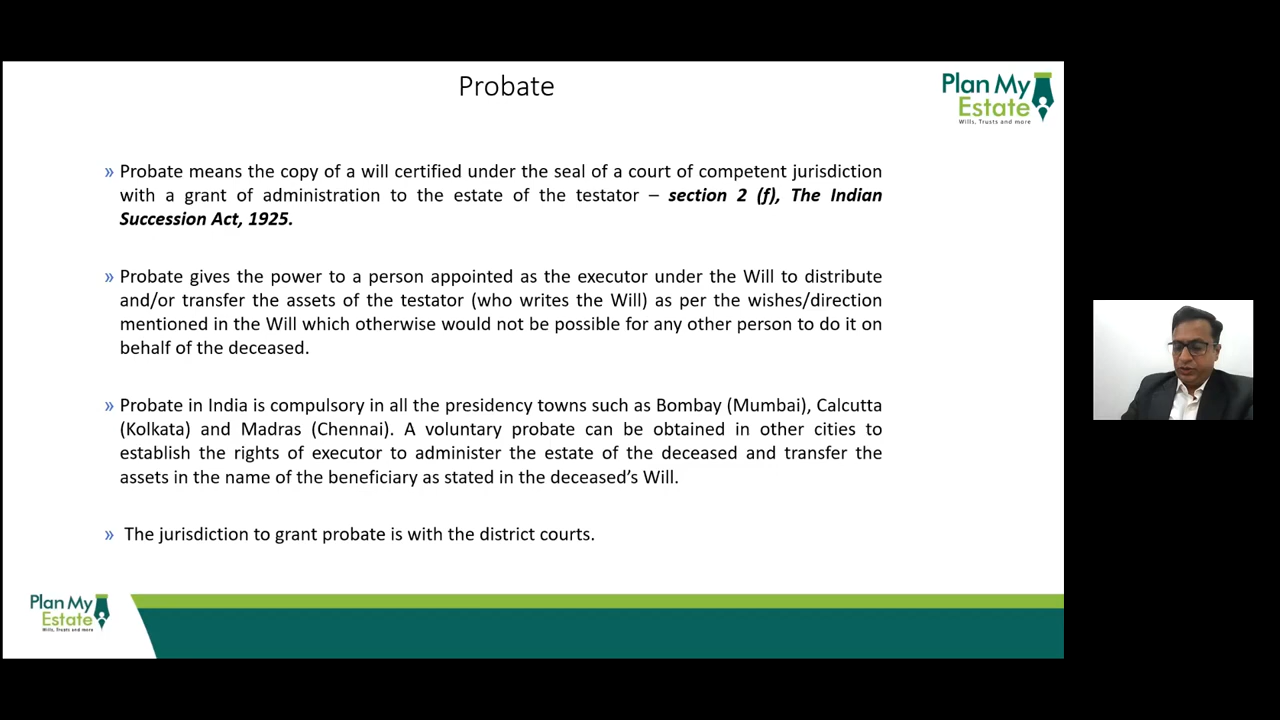 Probate
Plan My
Estate
Wills, Trusts and more
» Probate means the copy of a will certified under the seal of a court of competent jurisdiction
with a grant of administration to the estate of the testator – section 2 (f), The Indian
Succession Act, 1925.
» Probate gives the power to a person appointed as the executor under the Will to distribute
and/or transfer the assets of the testator (who writes the Will) as per the wishes/direction
mentioned in the Will which otherwise would not be possible for any other person to do it on
behalf of the deceased.
» Probate in India is compulsory in all the presidency towns such as Bombay (Mumbai), Calcutta
(Kolkata) and Madras (Chennai). A voluntary probate can be obtained in other cities to
establish the rights of executor to administer the estate of the deceased and transfer the
assets in the name of the beneficiary as stated in the deceased’s Will.
» The jurisdiction to grant probate is with the district courts.
Plan My
Estate
Wills, Trusts and more